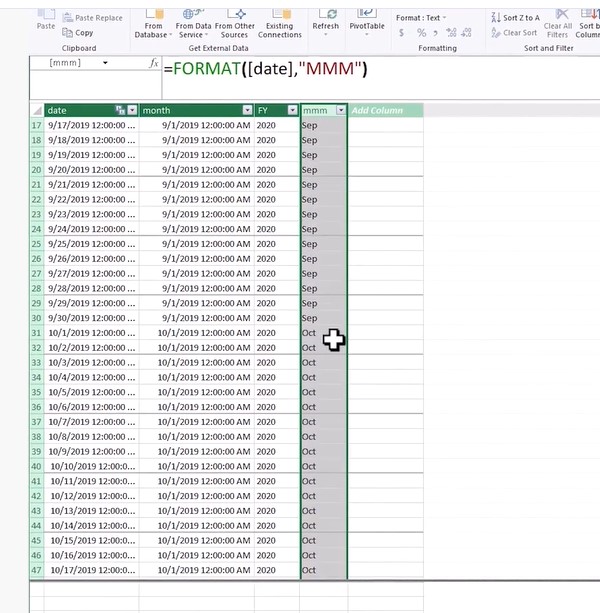 Paste
Paste Replace
Copy
Clipboard
From Database
From Data Service
From Other Sources
Existing Connections
Get External Data
Refresh
PivotTable
Format : Text
$ % , .0 .00
Formatting
Sort Z to A
Clear Sort
Clear All Filters
Sort by
Sort and Filter
[mmm] fx =FORMAT([date],"MMM")
date month FY mmm Add Column
17 9/17/2019 12:00:00 ... 9/1/2019 12:00:00 AM 2020 Sep
18 9/18/2019 12:00:00 ... 9/1/2019 12:00:00 AM 2020 Sep
19 9/19/2019 12:00:00 ... 9/1/2019 12:00:00 AM 2020 Sep
20 9/20/2019 12:00:00 ... 9/1/2019 12:00:00 AM 2020 Sep
21 9/21/2019 12:00:00 ... 9/1/2019 12:00:00 AM 2020 Sep
22 9/22/2019 12:00:00 ... 9/1/2019 12:00:00 AM 2020 Sep
23 9/23/2019 12:00:00 ... 9/1/2019 12:00:00 AM 2020 Sep
24 9/24/2019 12:00:00 ... 9/1/2019 12:00:00 AM 2020 Sep
25 9/25/2019 12:00:00 ... 9/1/2019 12:00:00 AM 2020 Sep
26 9/26/2019 12:00:00 ... 9/1/2019 12:00:00 AM 2020 Sep
27 9/27/2019 12:00:00 ... 9/1/2019 12:00:00 AM 2020 Sep
28 9/28/2019 12:00:00 ... 9/1/2019 12:00:00 AM 2020 Sep
29 9/29/2019 12:00:00 ... 9/1/2019 12:00:00 AM 2020 Sep
30 9/30/2019 12:00:00 ... 9/1/2019 12:00:00 AM 2020 Sep
31 10/1/2019 12:00:00 ... 10/1/2019 12:00:00 AM 2020 Oct
32 10/2/2019 12:00:00 ... 10/1/2019 12:00:00 AM 2020 Oct
33 10/3/2019 12:00:00 ... 10/1/2019 12:00:00 AM 2020 Oct
34 10/4/2019 12:00:00 ... 10/1/2019 12:00:00 AM 2020 Oct
35 10/5/2019 12:00:00 ... 10/1/2019 12:00:00 AM 2020 Oct
36 10/6/2019 12:00:00 ... 10/1/2019 12:00:00 AM 2020 Oct
37 10/7/2019 12:00:00 ... 10/1/2019 12:00:00 AM 2020 Oct
38 10/8/2019 12:00:00 ... 10/1/2019 12:00:00 AM 2020 Oct
39 10/9/2019 12:00:00 ... 10/1/2019 12:00:00 AM 2020 Oct
40 10/10/2019 12:00:0... 10/1/2019 12:00:00 AM 2020 Oct
41 10/11/2019 12:00:0... 10/1/2019 12:00:00 AM 2020 Oct
42 10/12/2019 12:00:0... 10/1/2019 12:00:00 AM 2020 Oct
43 10/13/2019 12:00:0... 10/1/2019 12:00:00 AM 2020 Oct
44 10/14/2019 12:00:0... 10/1/2019 12:00:00 AM 2020 Oct
45 10/15/2019 12:00:0... 10/1/2019 12:00:00 AM 2020 Oct
46 10/16/2019 12:00:0... 10/1/2019 12:00:00 AM 2020 Oct
47 10/17/2019 12:00:0... 10/1/2019 12:00:00 AM 2020 Oct